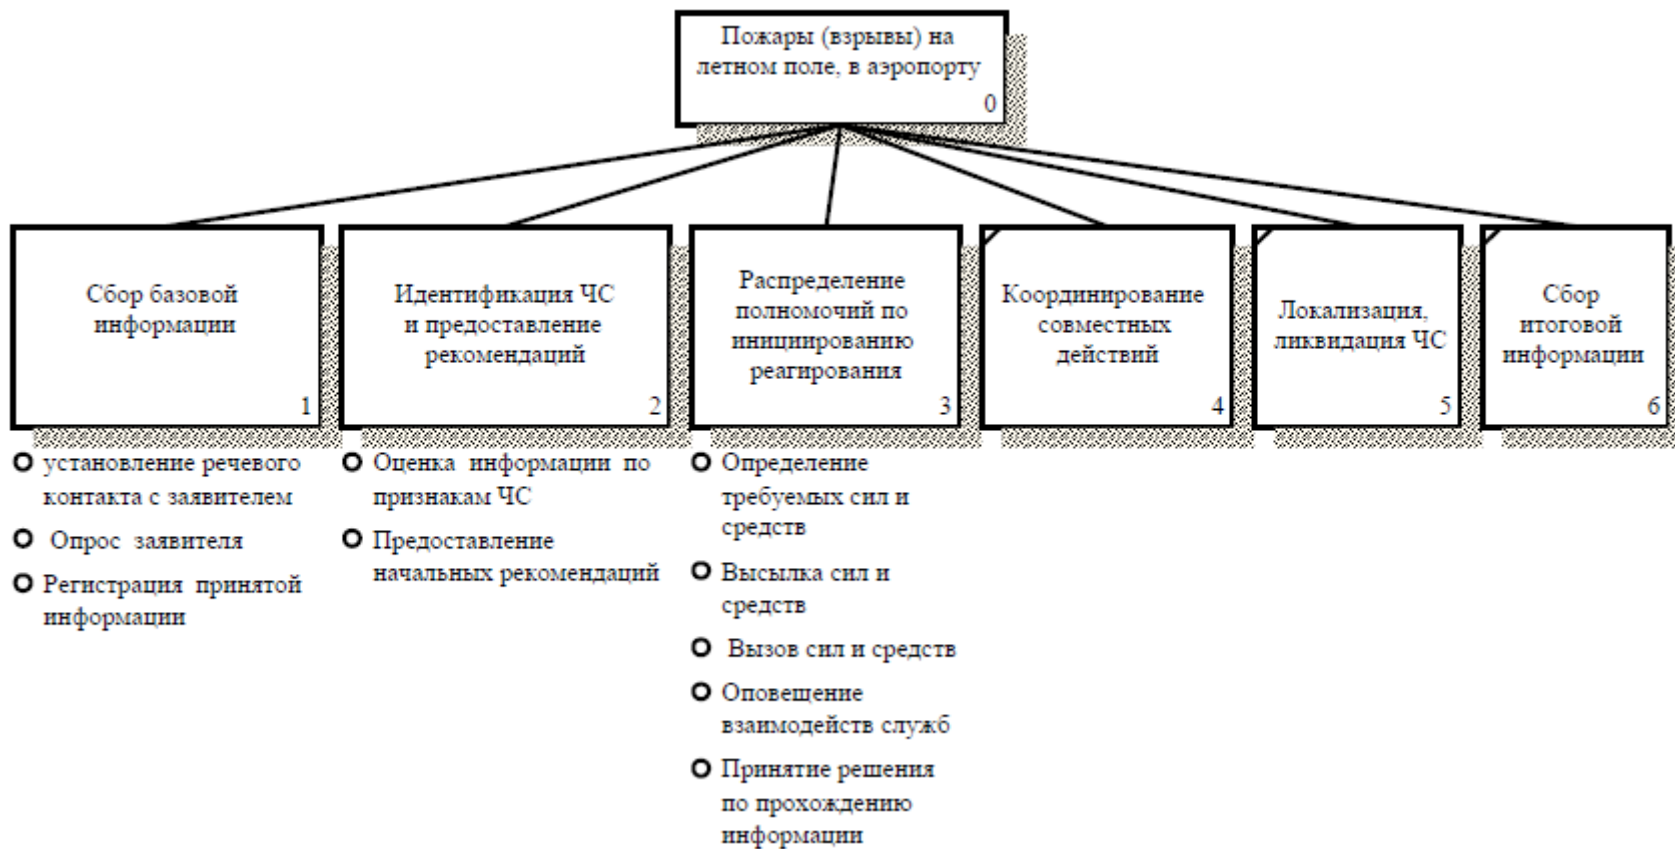 Пожары (взрывы) на
летном поле, в аэропорту
0
Сбор базовой
информации
1
Идентификация ЧС
и предоставление
рекомендаций
2
Распределение
полномочий по
инициированию
реагирования
3
Координирование
совместных
действий
4
Локализация,
ликвидация ЧС
5
Сбор
итоговой
информации
6
установление речевого
контакта с заявителем
Опрос заявителя
Регистрация принятой
информации
Оценка информации по
признакам ЧС
Предоставление
начальных рекомендаций
Определение
требуемых сил и
средств
Высылка сил и
средств
Вызов сил и средств
Оповещение
взаимодейств служб
Принятие решения
по прохождению
информации